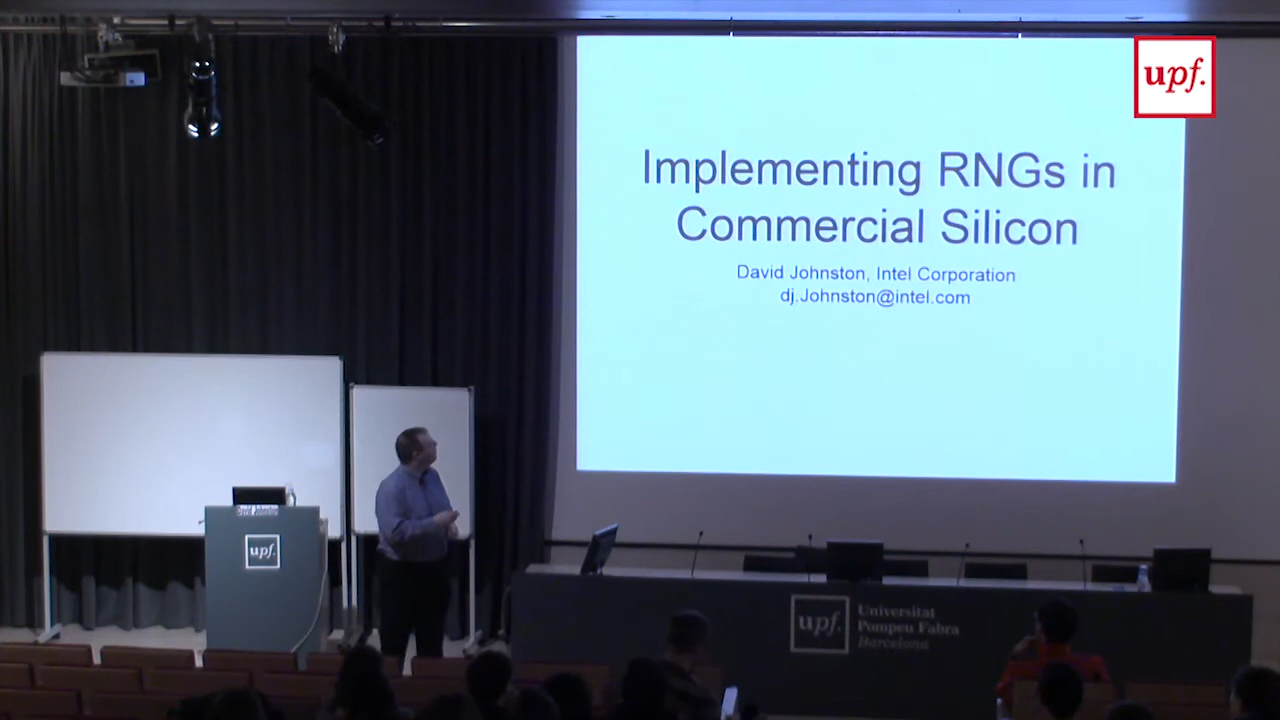 upf.
Implementing RNGs in
Commercial Silicon
David Johnston, Intel Corporation
dj.Johnston@intel.com
upf.
upf.
Universitat
Pompeu Fabra
Barcelona